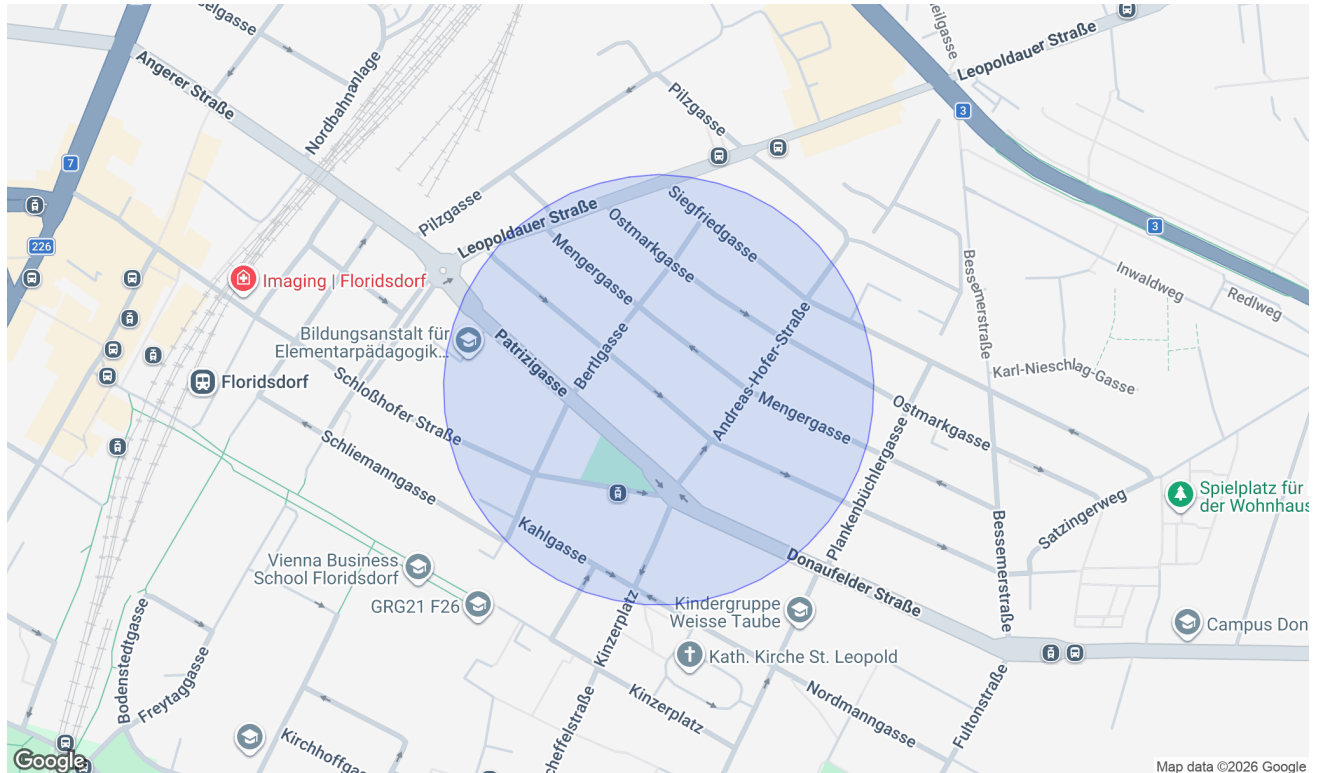 Angerer Straße
Nordbahnanlage
Pilzgasse
Leopoldauer Straße
3
7
226
Pilzgasse
Leopoldauer Straße
Siegfriedgasse
Ostmarkgasse
Mengergasse
Bessemerstraße
3
Inwaldweg
Redlweg
Imaging | Floridsdorf
Bildungsanstalt für
Elementarpädagogik...
Patrizigasse
Bertlgasse
Andreas-Hofer-Straße
Karl-Nieschlag-Gasse
Floridsdorf
Schloßhofer Straße
Schliemanngasse
Mengergasse
Ostmarkgasse
Plankenbüchlergasse
Satzingerweg
Spielplatz für
der Wohnhaus
Kahlgasse
Vienna Business
School Floridsdorf
GRG21 F26
Donaufelder Straße
Bessemerstraße
Kindergruppe
Weisse Taube
Campus Don
Kinzerplatz
Kath. Kirche St. Leopold
Bodenstedtgasse
Freytaggasse
Kinzerplatz
Nordmanngasse
Fultonstraße
Kirchhoffga
cheffelstraße
Google
Map data ©2026 Google